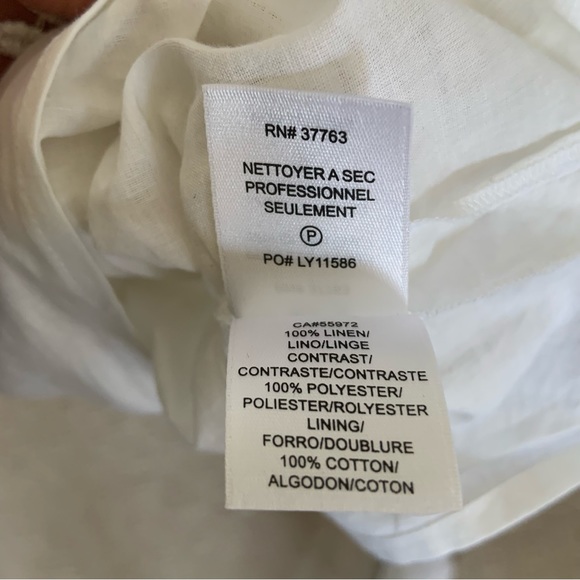 RN# 37763
NETTOYER A SEC
PROFESSIONNEL
SEULEMENT
P
PO# LY11586
CA#55972
100% LINEN/
LINO/LINGE
CONTRAST/
CONTRASTE/CONTRASTE
100% POLYESTER/
POLIESTER/ROLYESTER
LINING/
FORRO/DOUBLURE
100% COTTON/
ALGODON/COTON